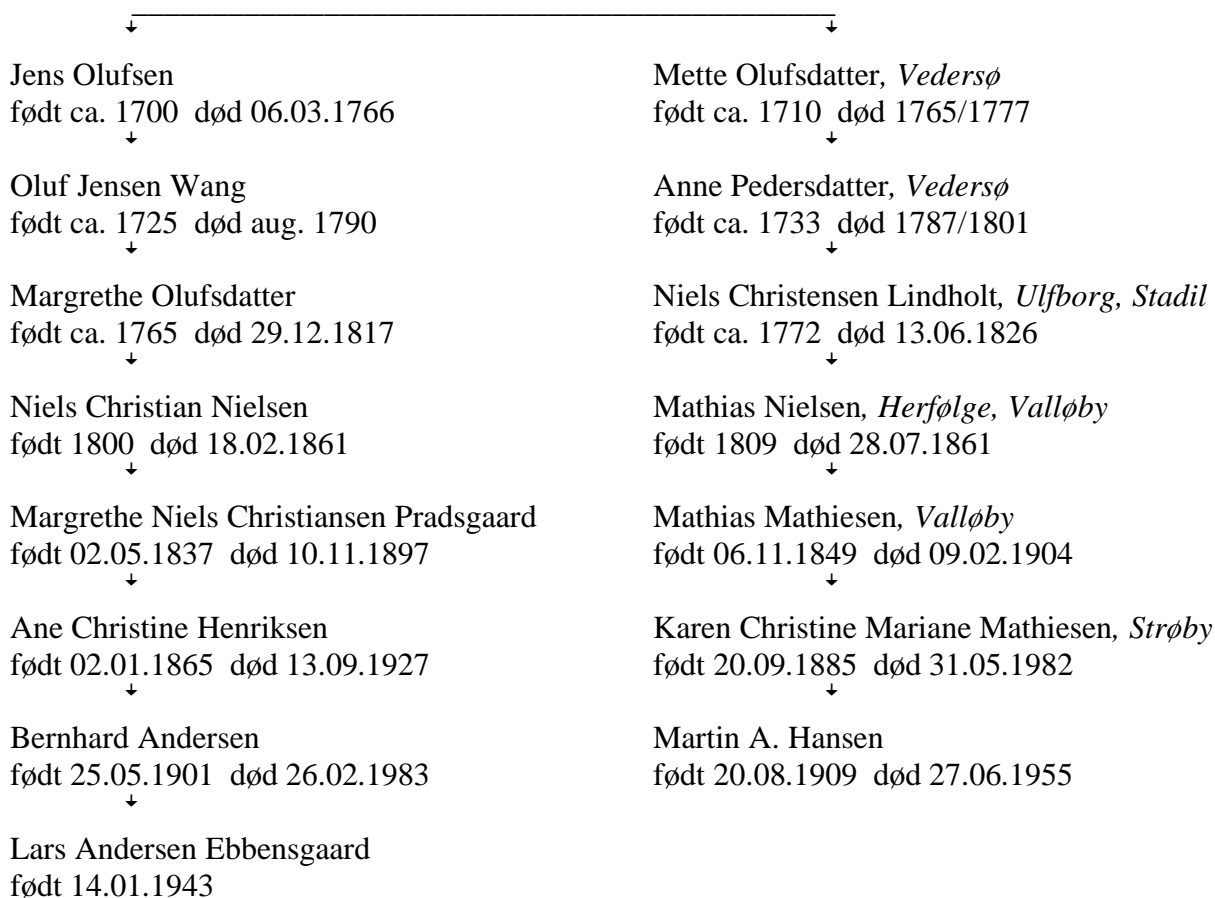 Jens Olufsen
født ca. 1700 død 06.03.1766
Oluf Jensen Wang
født ca. 1725 død aug. 1790
Margrethe Olufsdatter
født ca. 1765 død 29.12.1817
Niels Christian Nielsen
født 1800 død 18.02.1861
Margrethe Niels Christiansen Pradsgaard
født 02.05.1837 død 10.11.1897
Ane Christine Henriksen
født 02.01.1865 død 13.09.1927
Bernhard Andersen
født 25.05.1901 død 26.02.1983
Lars Andersen Ebbensgaard
født 14.01.1943
Mette Olufsdatter, Vedersø
født ca. 1710 død 1765/1777
Anne Pedersdatter, Vedersø
født ca. 1733 død 1787/1801
Niels Christensen Lindholt, Ulfborg, Stadil
født ca. 1772 død 13.06.1826
Mathias Nielsen, Herfølge, Valløby
født 1809 død 28.07.1861
Mathias Mathiesen, Valløby
født 06.11.1849 død 09.02.1904
Karen Christine Mariane Mathiesen, Strøby
født 20.09.1885 død 31.05.1982
Martin A. Hansen
født 20.08.1909 død 27.06.1955